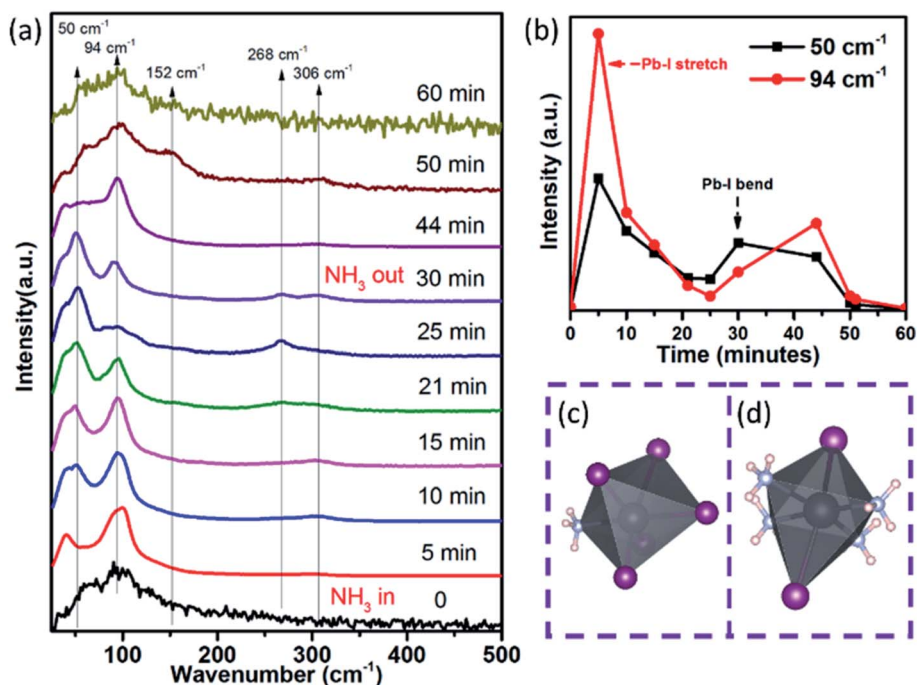 (a)
50 cm⁻¹
94 cm⁻¹
152 cm⁻¹
268 cm⁻¹
306 cm⁻¹
60 min
50 min
44 min
NH₃ out
30 min
25 min
21 min
15 min
10 min
5 min
NH₃ in
0
Intensity(a.u.)
100
200
300
400
500
Wavenumber (cm⁻¹)
(b)
50 cm⁻¹
94 cm⁻¹
Pb-I stretch
Pb-I bend
Intensity (a.u.)
0
10
20
30
40
50
60
Time (minutes)
(c)
(d)